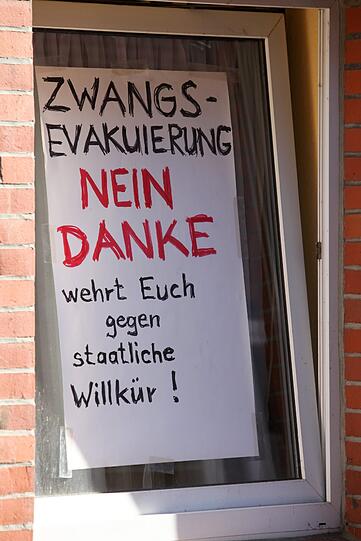 ZWANGS-
EVAKUIERUNG
NEIN
DANKE
wehrt Euch
gegen
staatliche
Willkür !